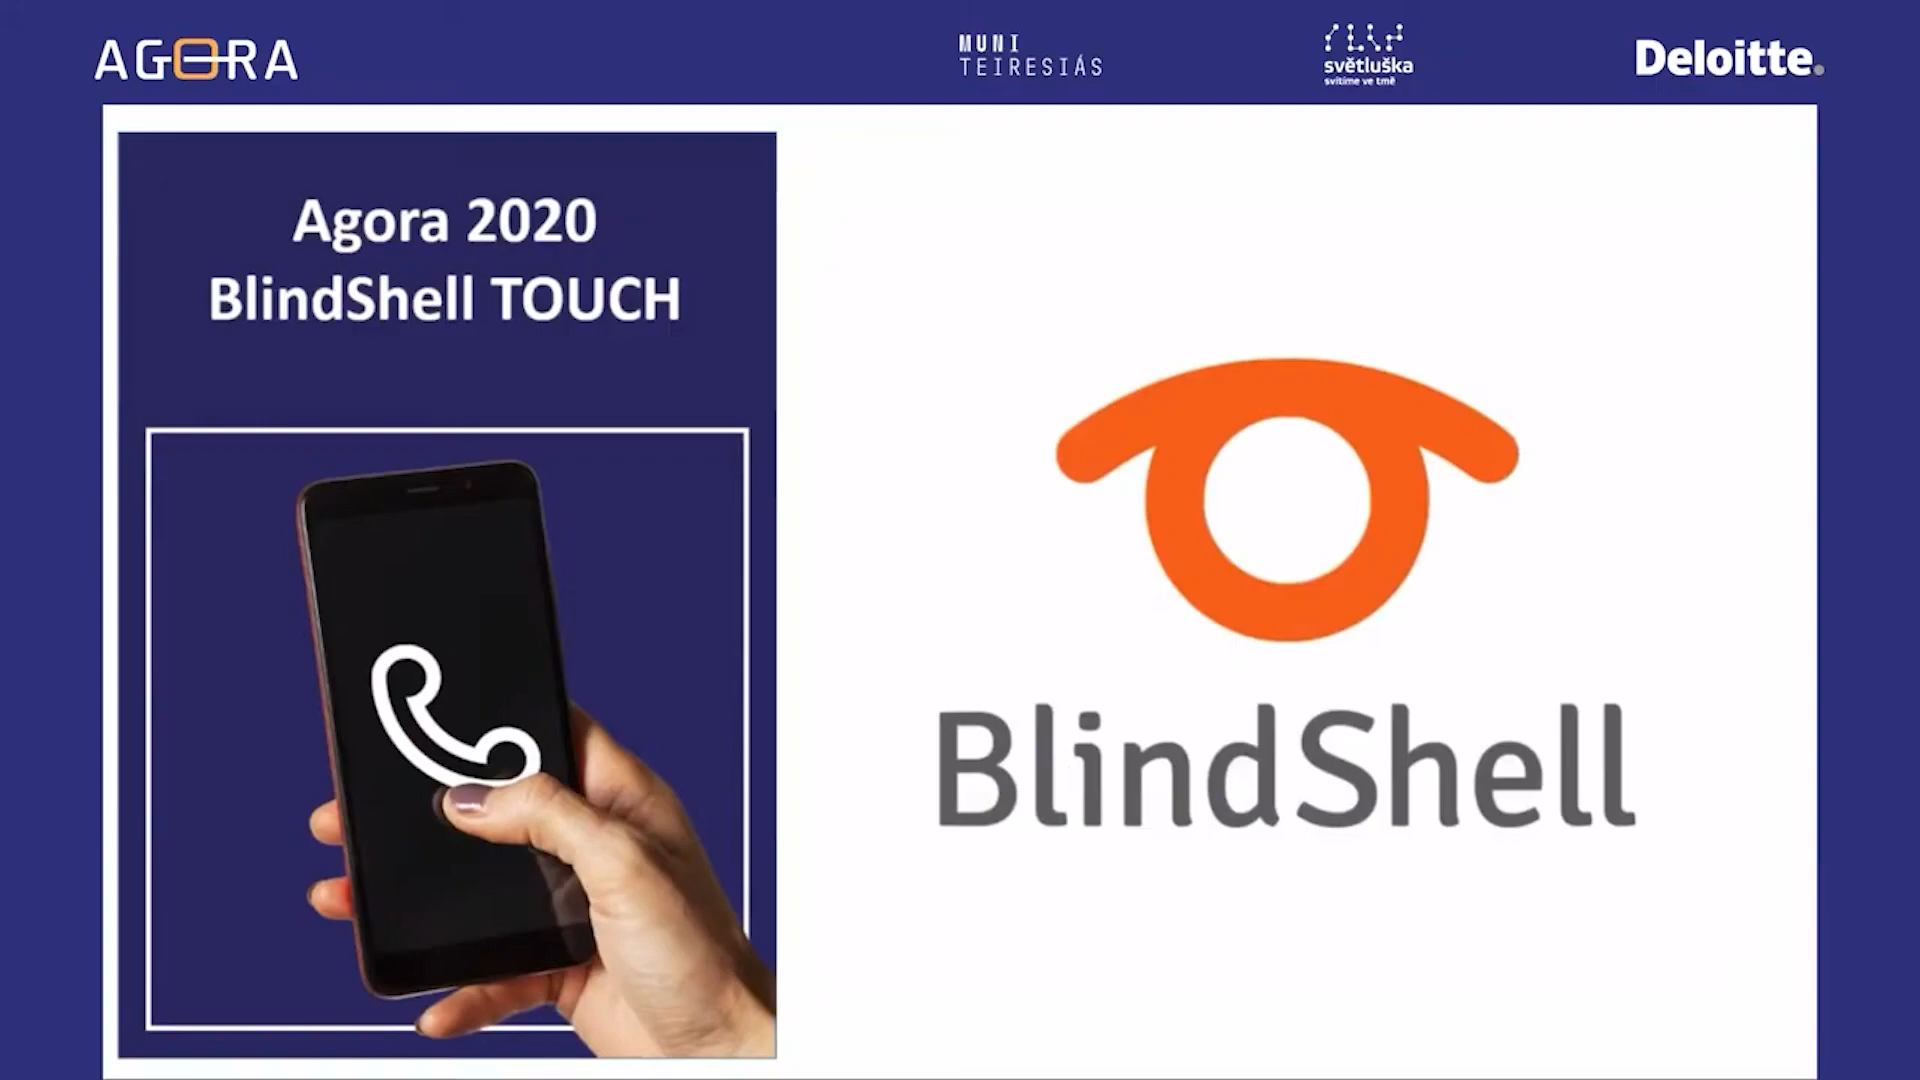 AGORA
MUNI
TEIRESIÁS
světluška
svítíme ve tmě
Deloitte.
Agora 2020
BlindShell TOUCH
BlindShell